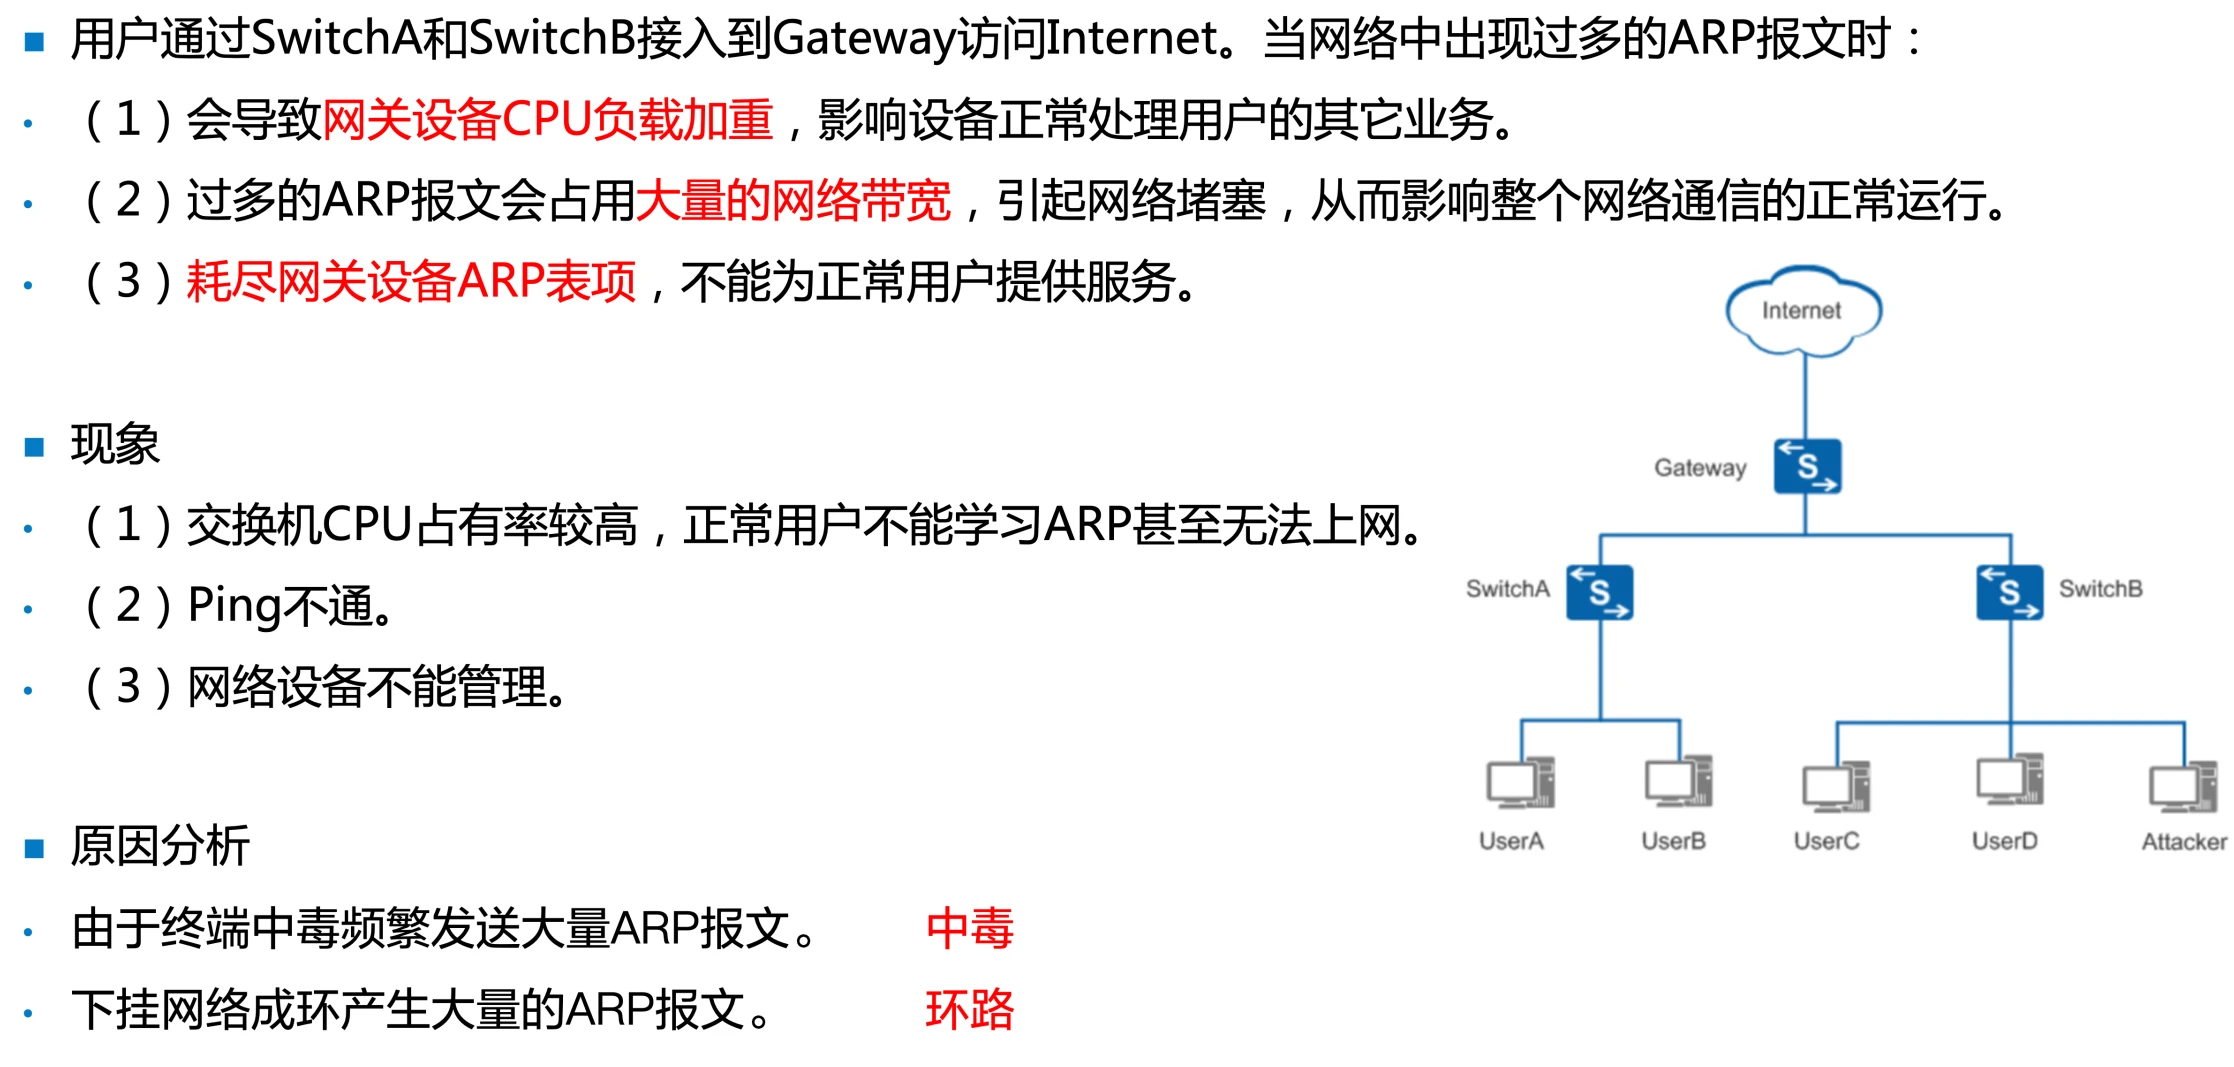 用户通过SwitchA和SwitchB接入到Gateway访问Internet。当网络中出现过多的ARP报文时：
（1）会导致网关设备CPU负载加重，影响设备正常处理用户的其它业务。
（2）过多的ARP报文会占用大量的网络带宽，引起网络堵塞，从而影响整个网络通信的正常运行。
（3）耗尽网关设备ARP表项，不能为正常用户提供服务。
现象
（1）交换机CPU占有率较高，正常用户不能学习ARP甚至无法上网。
（2）Ping不通。
（3）网络设备不能管理。
原因分析
由于终端中毒频繁发送大量ARP报文。 中毒
下挂网络成环产生大量的ARP报文。 环路
Internet
Gateway
S
SwitchA
S
S
SwitchB
UserA
UserB
UserC
UserD
Attacker